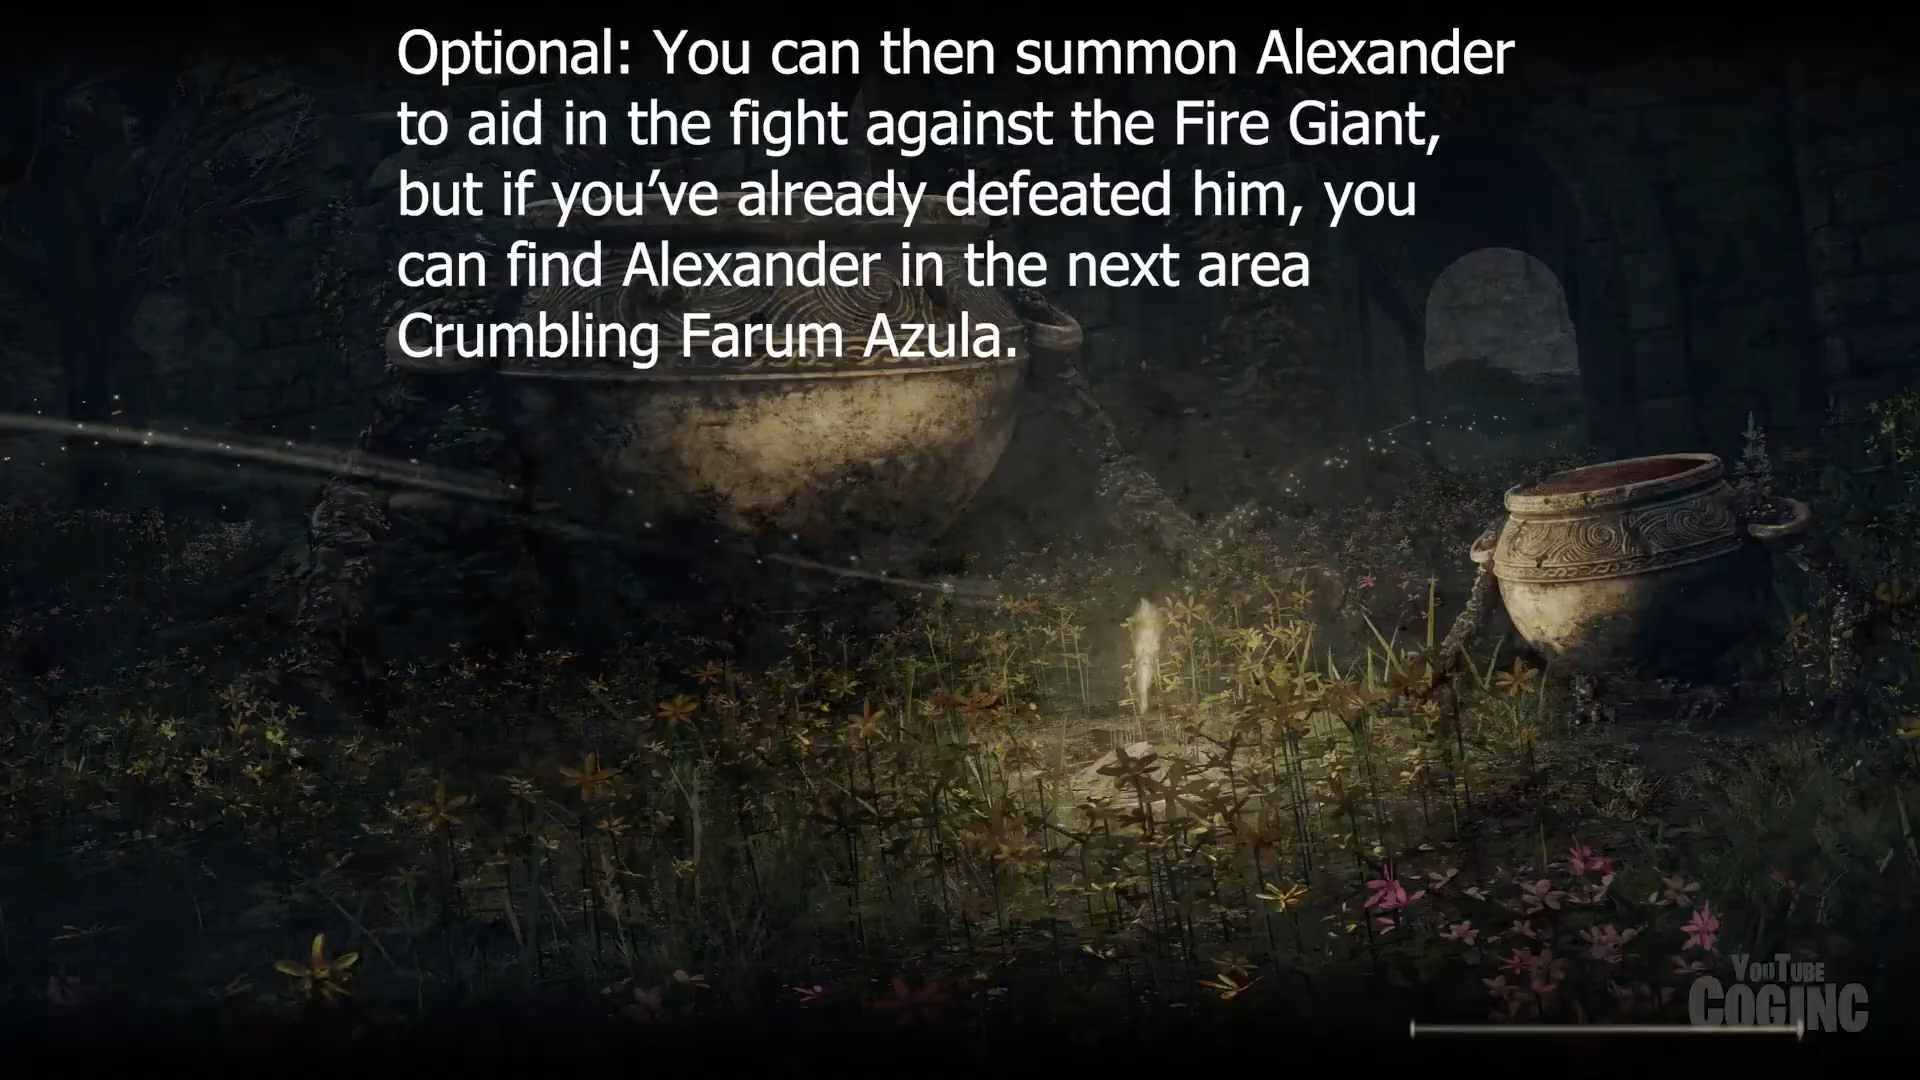 Optional: You can then summon Alexander
to aid in the fight against the Fire Giant,
but if you’ve already defeated him, you
can find Alexander in the next area
Crumbling Farum Azula.
YOUTUBE
COGINC